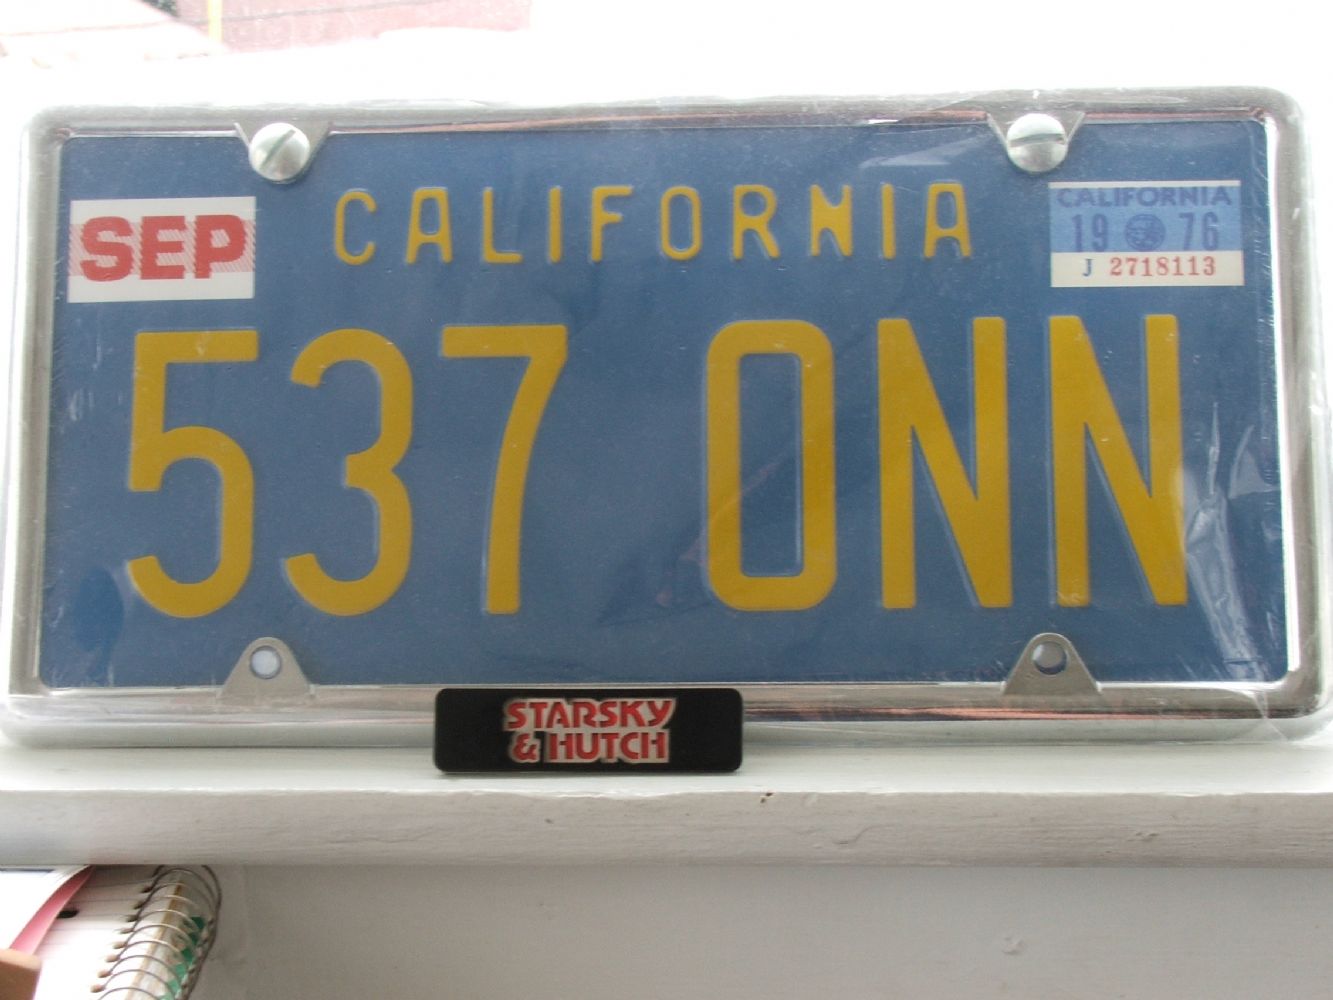 SEP
CALIFORNIA
CALIFORNIA
19 76
J 2718113
537 ONN
STARSKY
& HUTCH